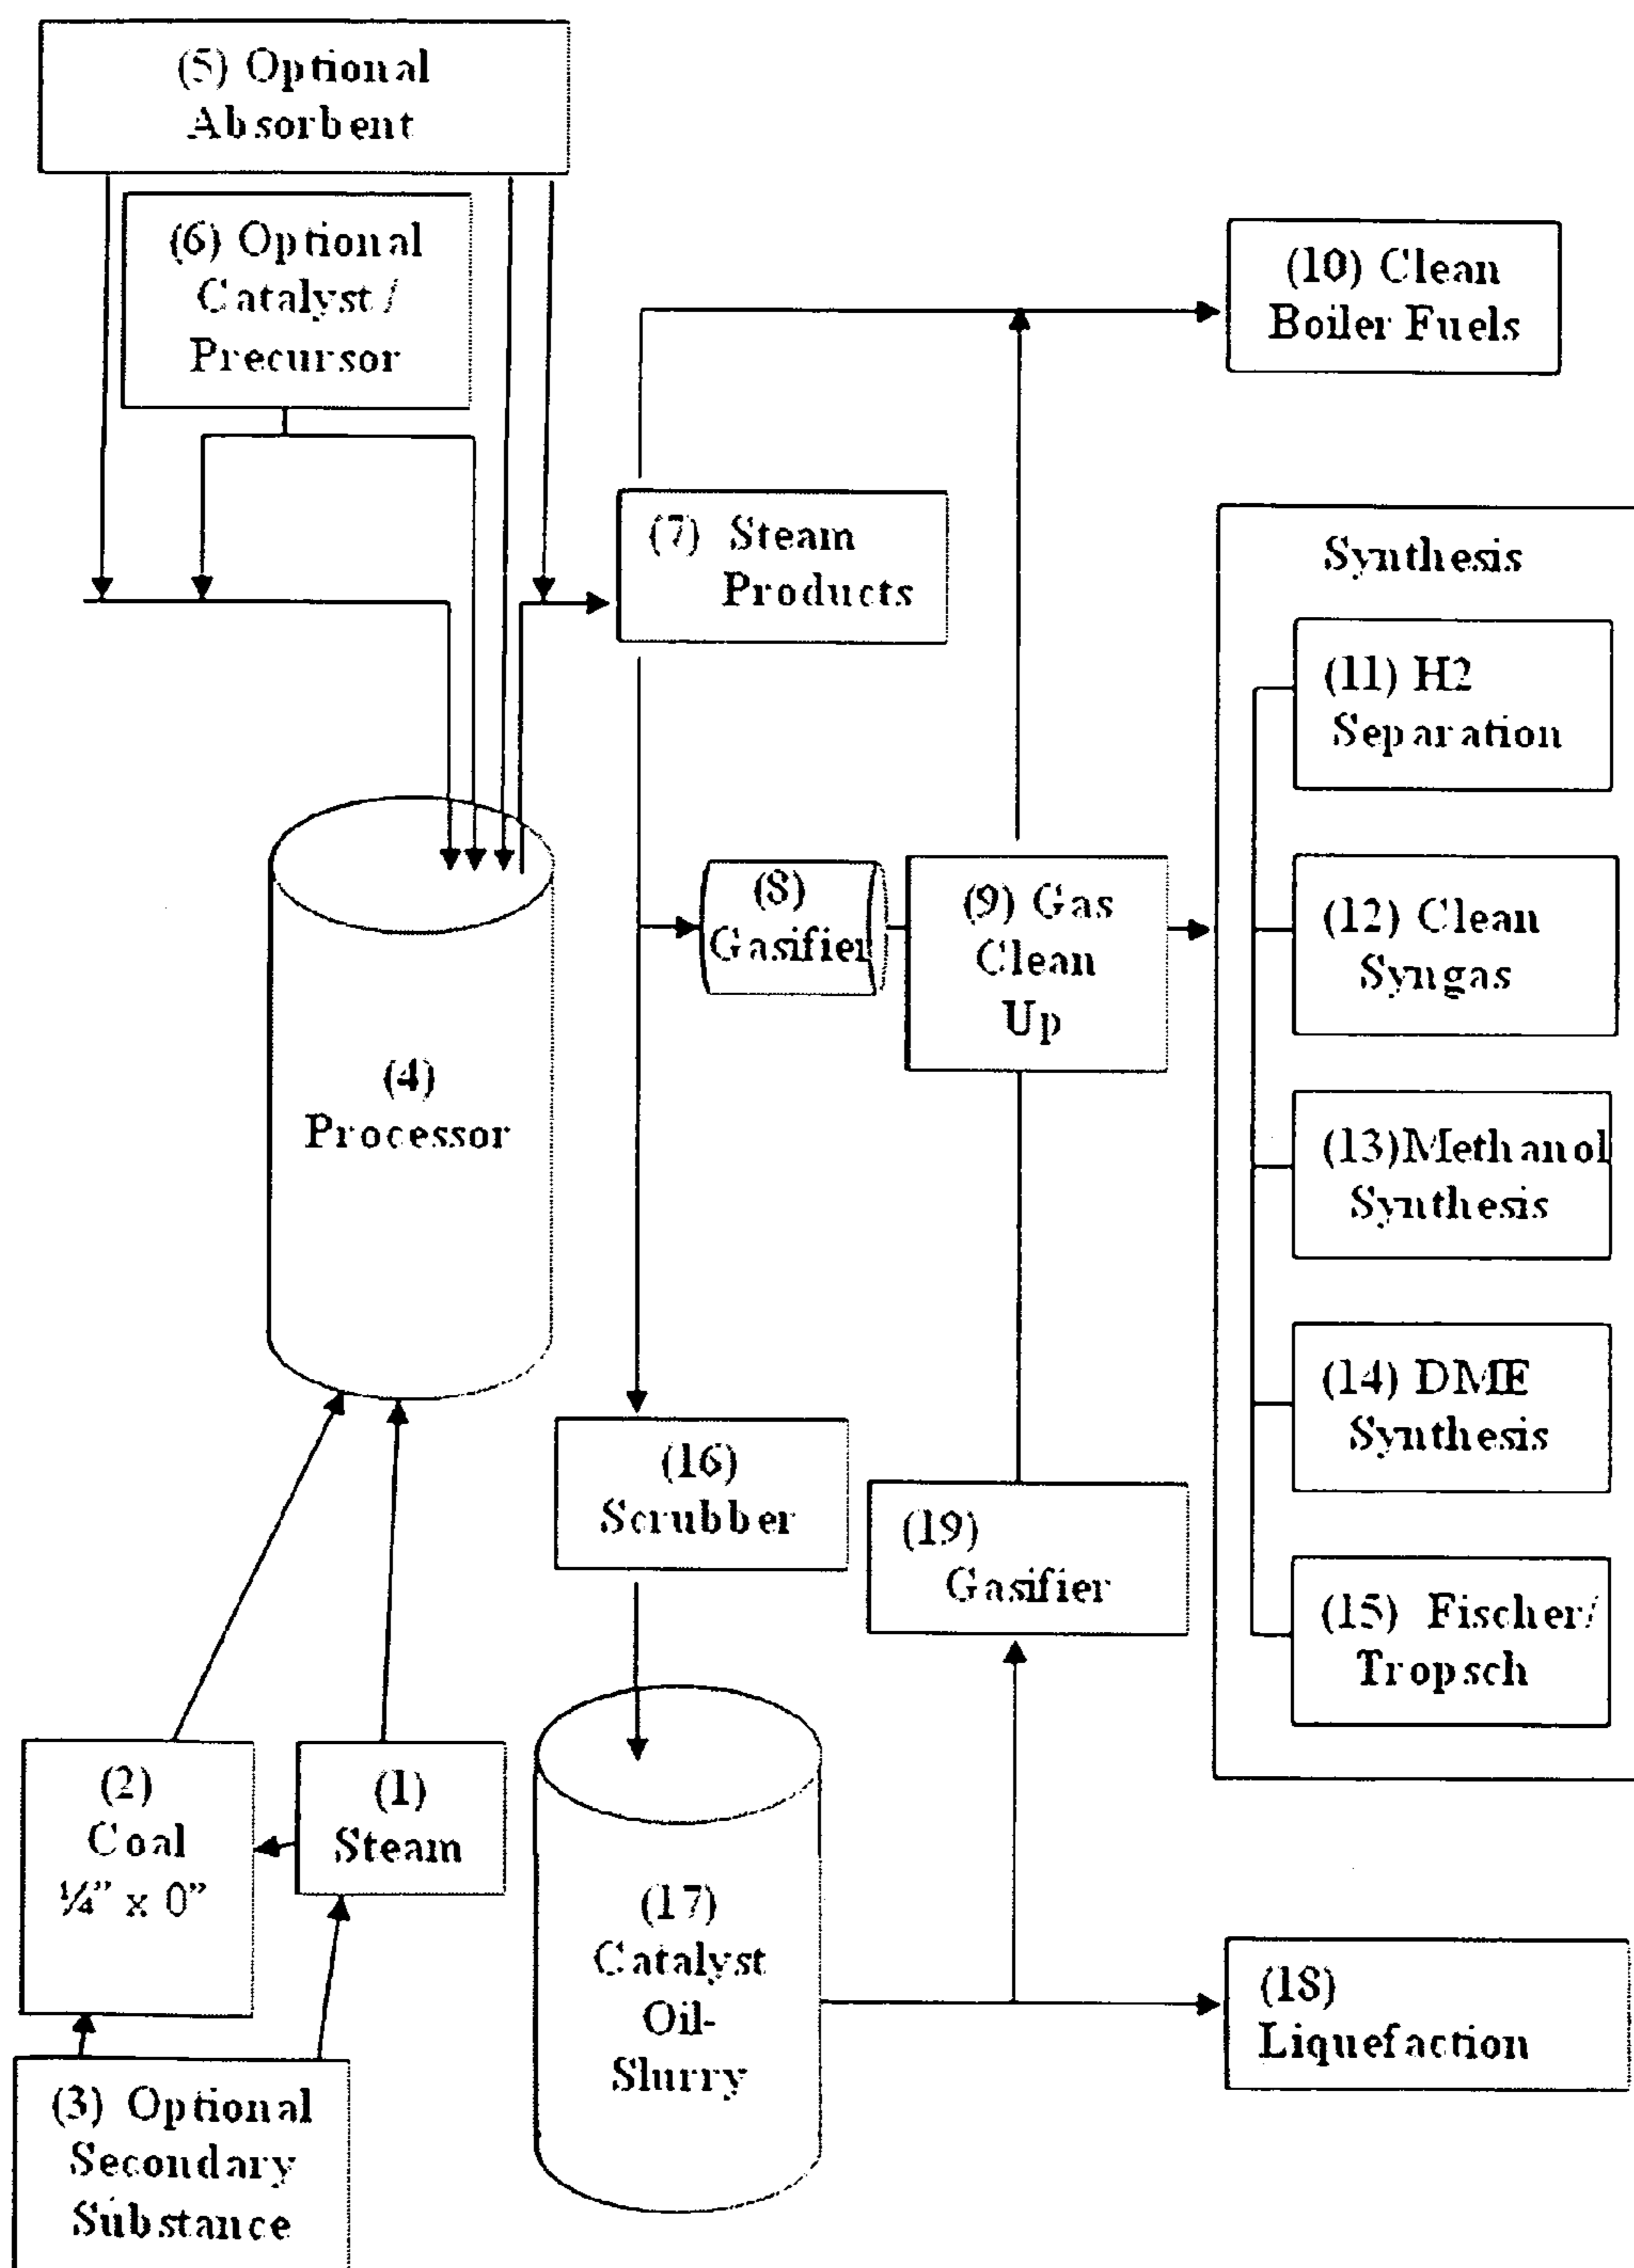 (5) Optional
Absorbent
(6) Optional
Catalyst /
Precursor
(10) Clean
Boiler Fuels
(7) Steam
Products
Synthesis
(11) H2
Separation
(8)
Gasifier
(9) Gas
Clean
Up
(12) Clean
Syngas
(4)
Processor
(13)Methanol
Synthesis
(14) DME
Synthesis
(16)
Scrubber
(19)
Gasifier
(15) Fischer/
Tropsch
(2)
Coal
¼” x 0”
(1)
Steam
(17)
Catalyst
Oil-
Slurry
(18)
Liquefaction
(3) Optional
Secondary
Substance